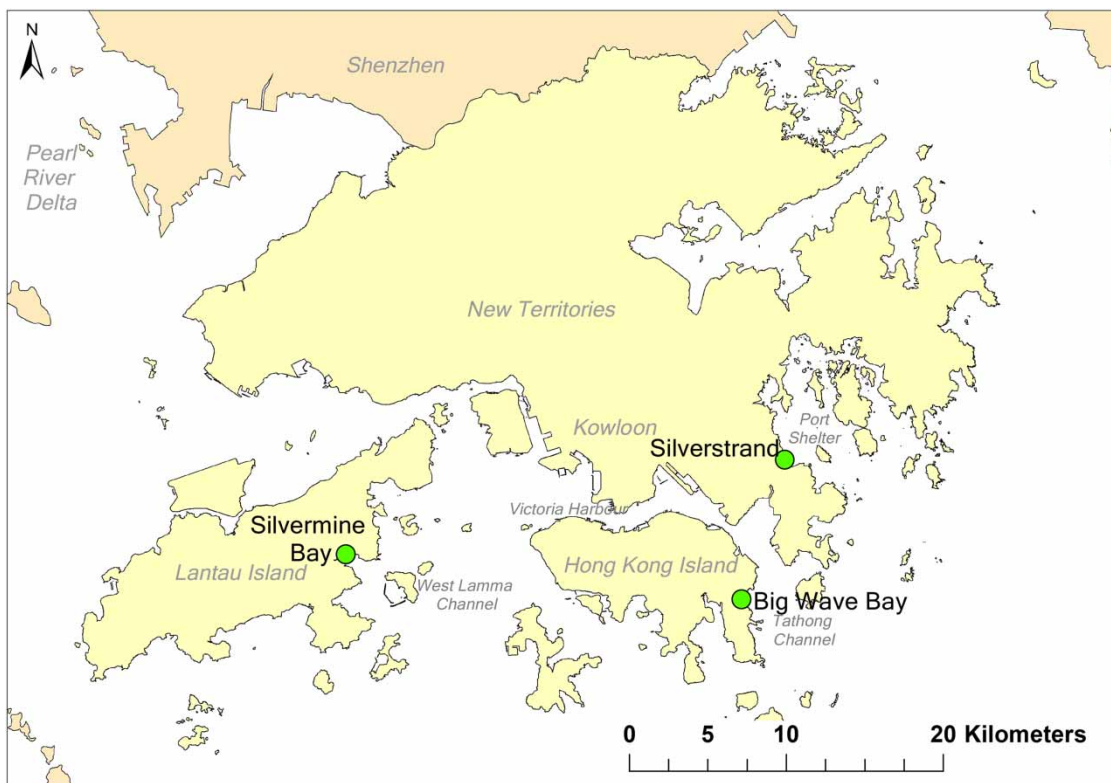 N
Shenzhen
Pearl
River
Delta
New Territories
Kowloon
Port
Shelter
Silverstrand
Victoria Harbour
Silvermine
Bay
Lantau Island
West Lamma
Channel
Hong Kong Island
Big Wave Bay
Tathong
Channel
0 5 10 20 Kilometers